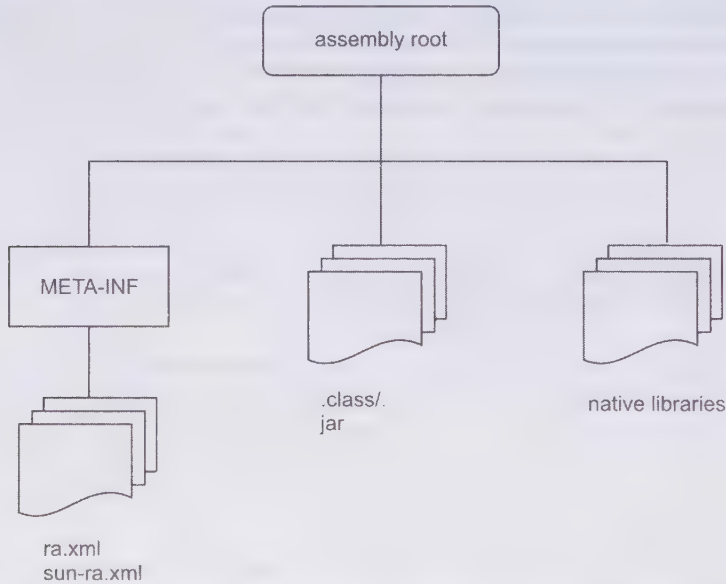 assembly root
META-INF
.class/.
jar
native libraries
ra.xml
sun-ra.xml